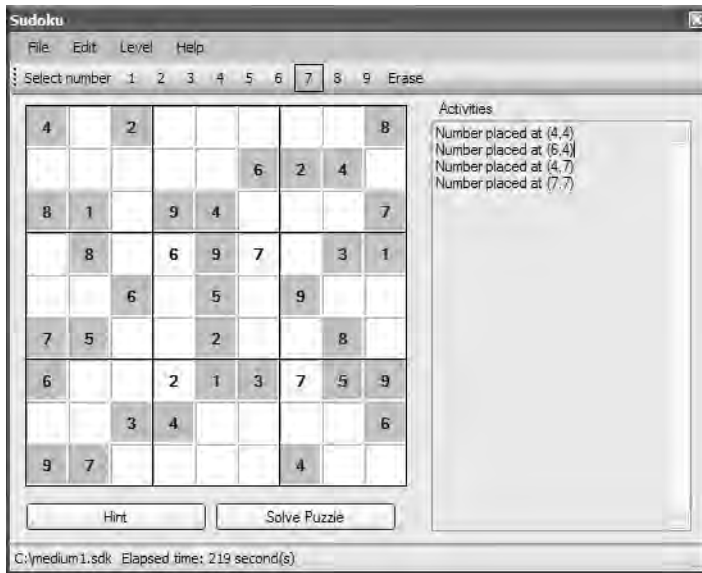 Sudoku
File Edit Level Help
Select number 1 2 3 4 5 6 7 8 9 Erase
Activities
Number placed at (4,4)
Number placed at (6,4)
Number placed at (4,7)
Number placed at (7,7)
4 2 8
6 2 4
8 1 9 4 7
8 6 9 7 3 1
6 5 9
7 5 2 8
6 2 1 3 7 5 9
3 4 6
9 7 4
Hint Solve Puzzle
C:\medium1.sdk Elapsed time: 219 second(s)